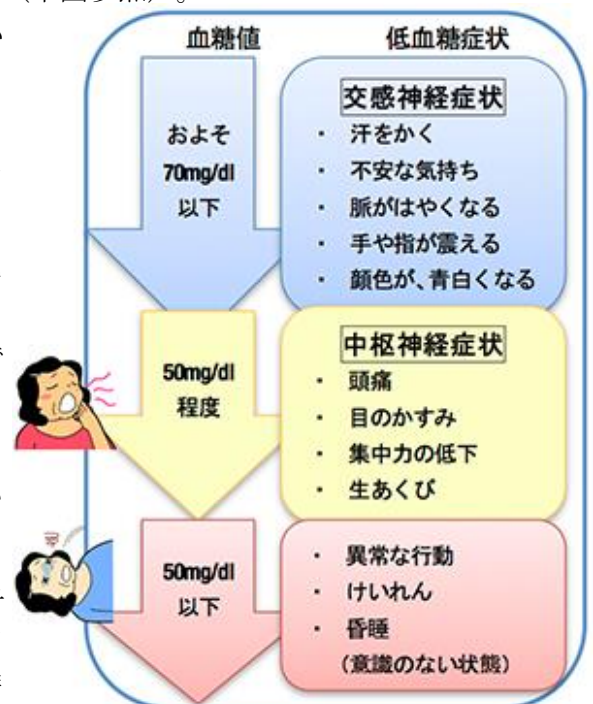 血糖値
低血糖症状
およそ
70mg/dl
以下
交感神経症状
・ 汗をかく
・ 不安な気持ち
・ 脈がはやくなる
・ 手や指が震える
・ 顔色が、青白くなる
50mg/dl
程度
中枢神経症状
・ 頭痛
・ 目のかすみ
・ 集中力の低下
・ 生あくび
50mg/dl
以下
・ 異常な行動
・ けいれん
・ 昏睡
(意識のない状態)